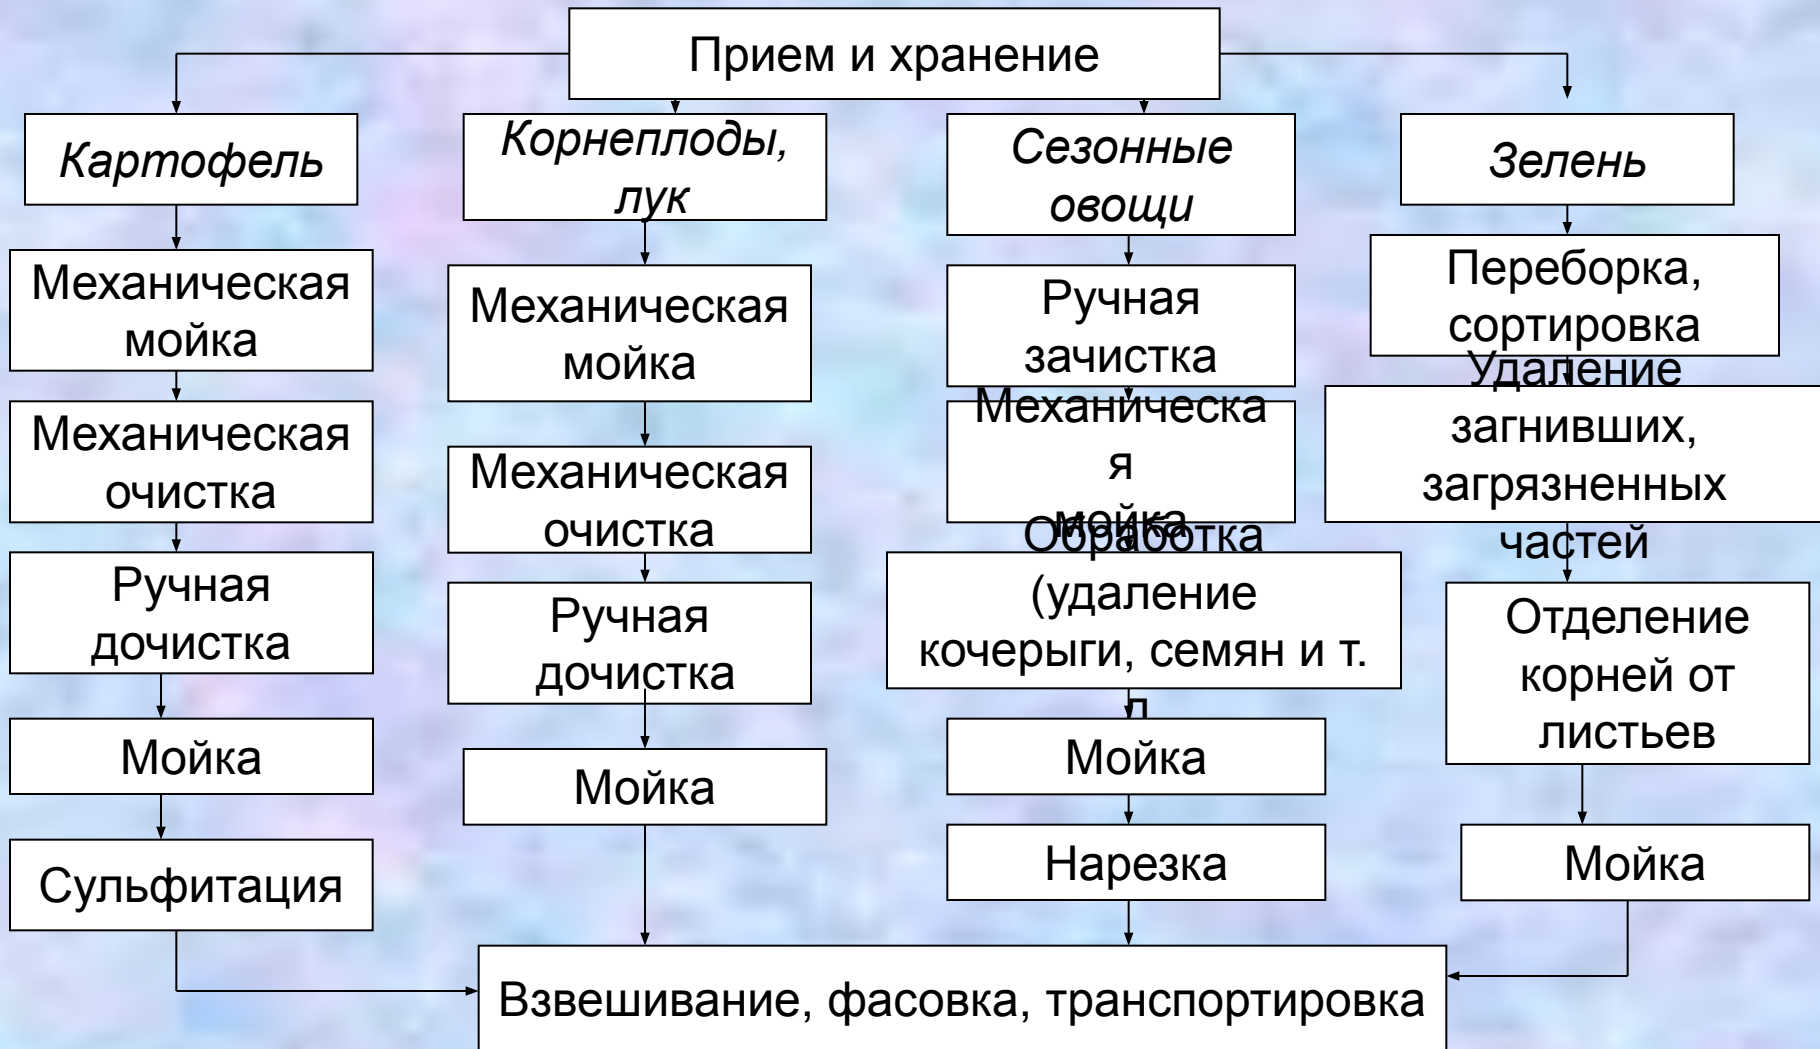 Прием и хранение
Картофель
Механическая
мойка
Механическая
очистка
Ручная
дочистка
Мойка
Сульфитация
Корнеплоды,
лук
Механическая
мойка
Механическая
очистка
Ручная
дочистка
Мойка
Сезонные
овощи
Ручная
зачистка
Механическа
я
мойка
Обработка
(удаление
кочерыги, семян и т.
д
Мойка
Нарезка
Зелень
Переборка,
сортировка
Удаление
загнивших,
загрязненных
частей
Отделение
корней от
листьев
Мойка
Взвешивание, фасовка, транспортировка